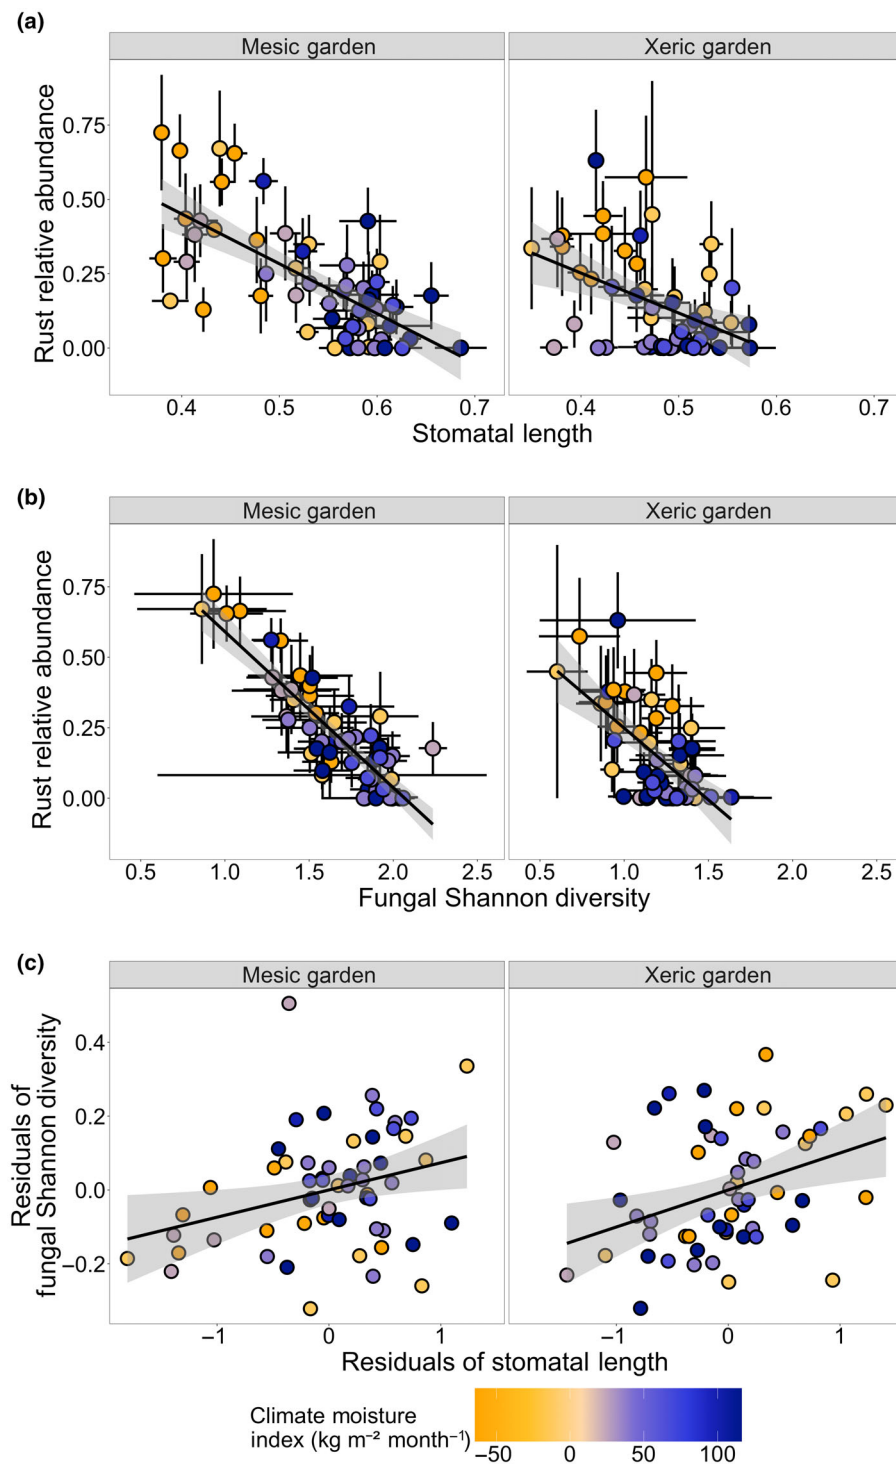 (a)
Mesic garden
Xeric garden
Rust relative abundance
0.75
0.50
0.25
0.00
0.4
0.5
0.6
0.7
0.4
0.5
0.6
0.7
Stomatal length
(b)
Mesic garden
Xeric garden
Rust relative abundance
0.75
0.50
0.25
0.00
0.5
1.0
1.5
2.0
2.5
0.5
1.0
1.5
2.0
2.5
Fungal Shannon diversity
(c)
Mesic garden
Xeric garden
Residuals of
fungal Shannon diversity
0.4
0.2
0.0
−0.2
−1
0
1
−1
0
1
Residuals of stomatal length
Climate moisture
index (kg m⁻² month⁻¹)
−50
0
50
100